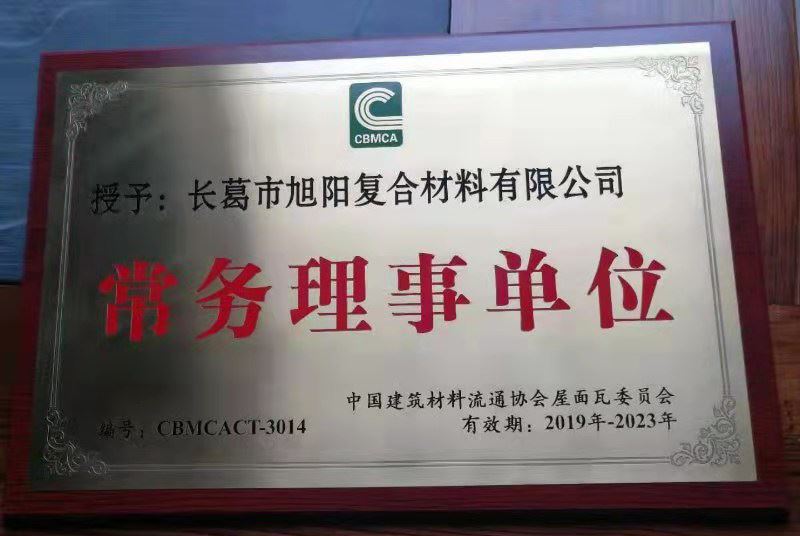 CBMCA
授予：长葛市旭阳复合材料有限公司
常务理事单位
中国建筑材料流通协会屋面瓦委员会
编号：CBMCACT-3014
有效期：2019年-2023年